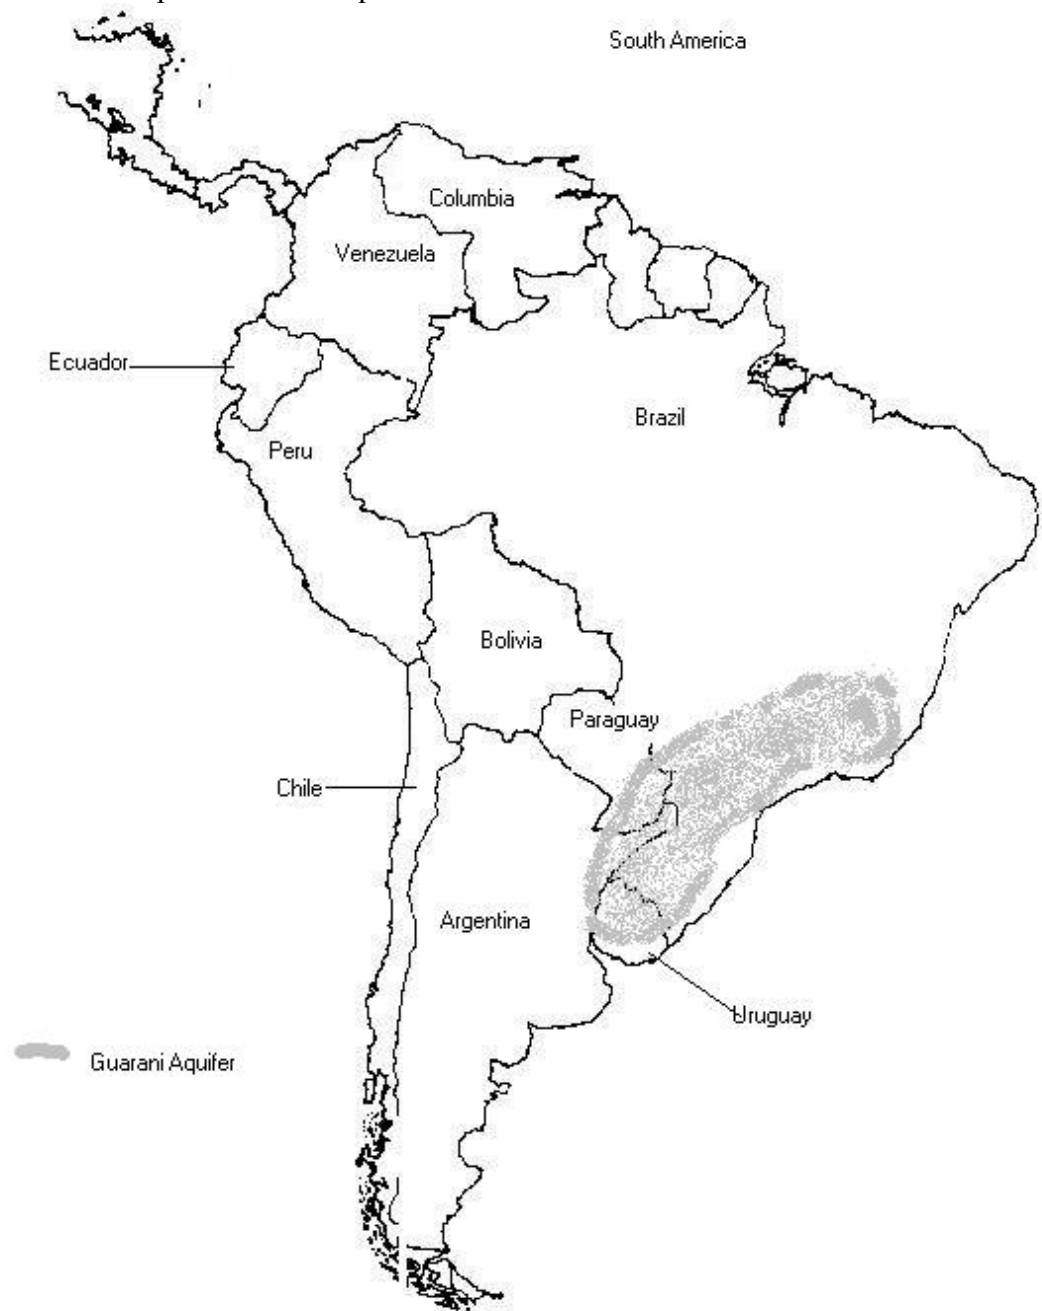 South America
Columbia
Venezuela
Ecuador
Brazil
Peru
Bolivia
Paraguay
Chile
Argentina
Uruguay
Guarani Aquifer